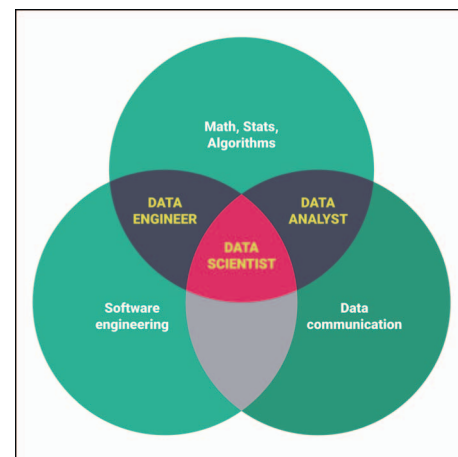 Math, Stats,
Algorithms
DATA
ENGINEER
DATA
ANALYST
DATA
SCIENTIST
Software
engineering
Data
communication